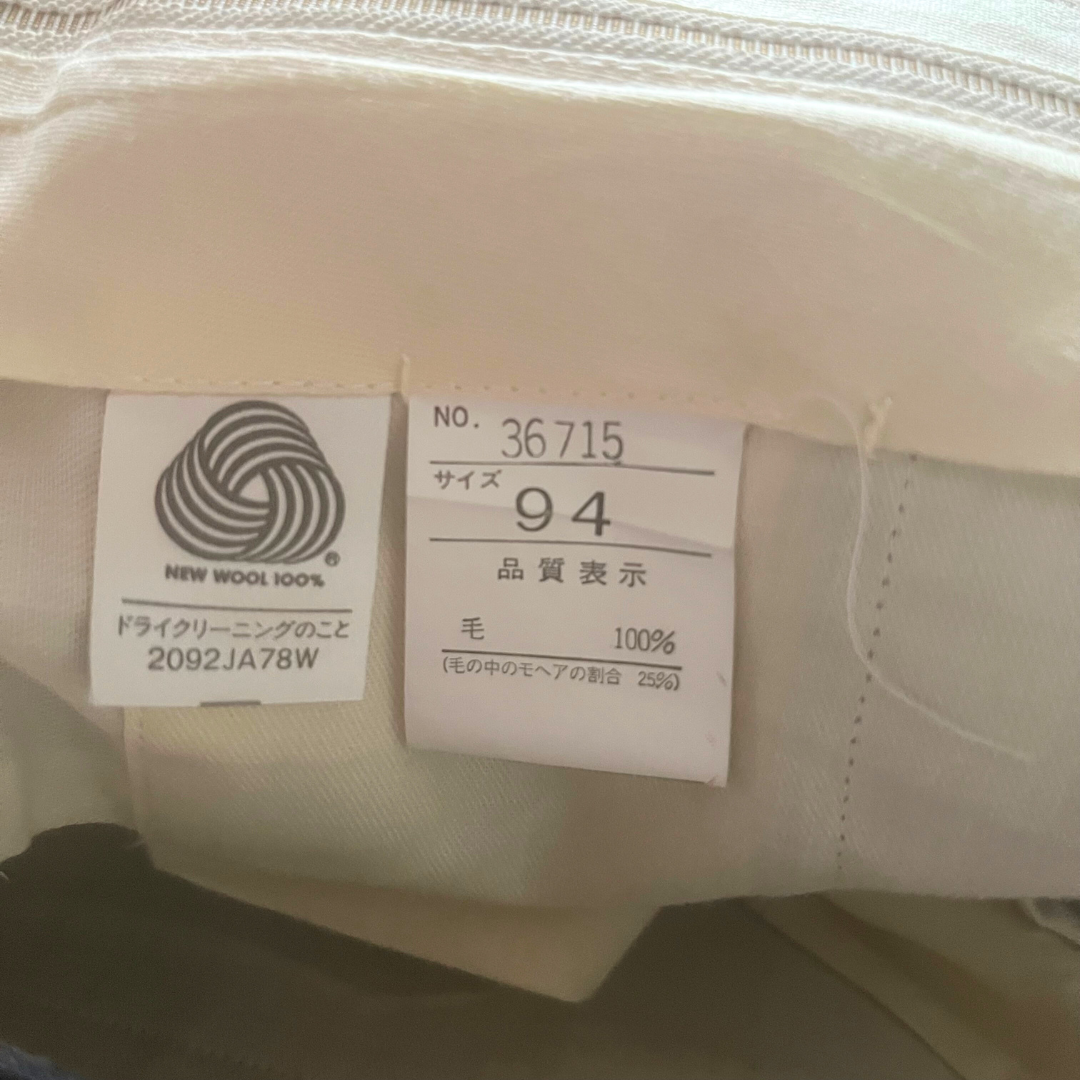 ®
NEW WOOL 100%
ドライクリーニングのこと
2092JA78W
NO. 36715
サイズ 94
品質表示
毛 100%
(毛の中のモヘアの割合 25%)